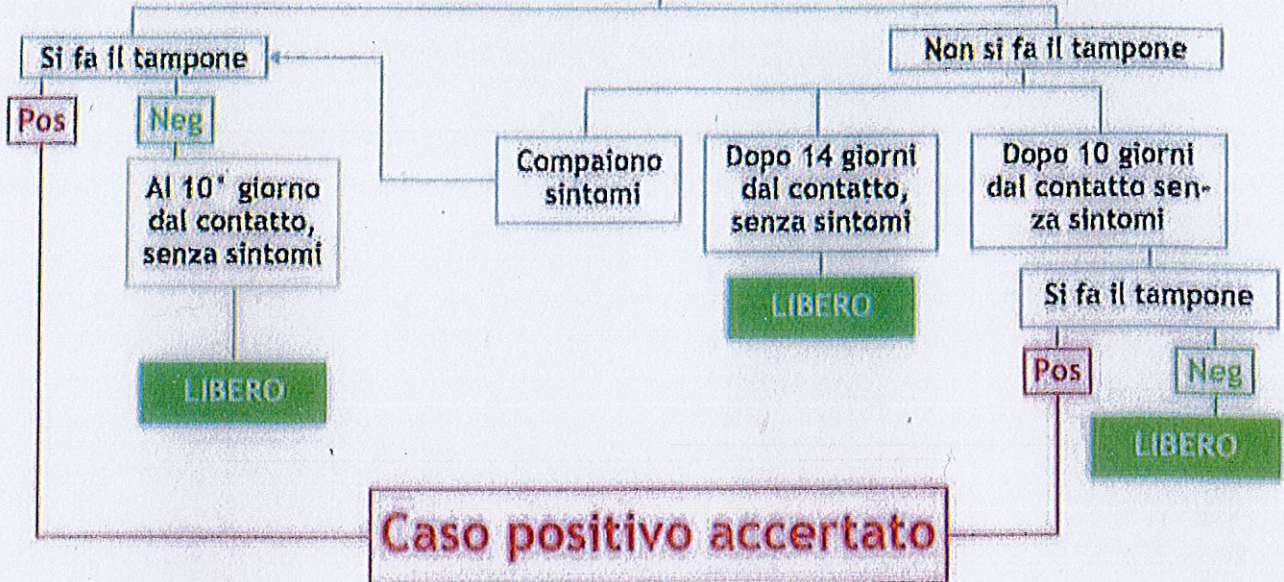 Si fa il tampone
Non si fa il tampone
Pos
Neg
Al 10° giorno
dal contatto,
senza sintomi
LIBERO
Compaiono
sintomi
Dopo 14 giorni
dal contatto,
senza sintomi
LIBERO
Dopo 10 giorni
dal contatto sen-
za sintomi
Si fa il tampone
Pos
Neg
LIBERO
Caso positivo accertato